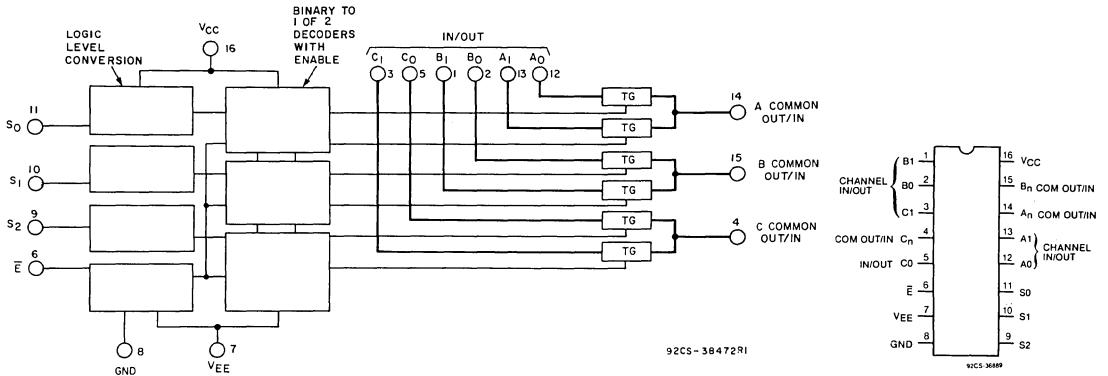 LOGIC
LEVEL
CONVERSION
VCC
16
BINARY TO
1 OF 2
DECODERS
WITH
ENABLE
IN/OUT
C1 C0 B1 B0 A1 A0
3 5 1 2 13 12
11
S0
10
S1
9
S2
6
E̅
8
GND
7
VEE
TG
TG
TG
TG
TG
TG
14
A COMMON
OUT/IN
15
B COMMON
OUT/IN
4
C COMMON
OUT/IN
92CS-38472R1
CHANNEL
IN/OUT
B1 1
B0 2
C1 3
COM OUT/IN Cn 4
IN/OUT C0 5
E̅ 6
VEE 7
GND 8
16 VCC
15 Bn COM OUT/IN
14 An COM OUT/IN
13 A1
12 A0
CHANNEL
IN/OUT
11 S0
10 S1
9 S2
92CS-36889